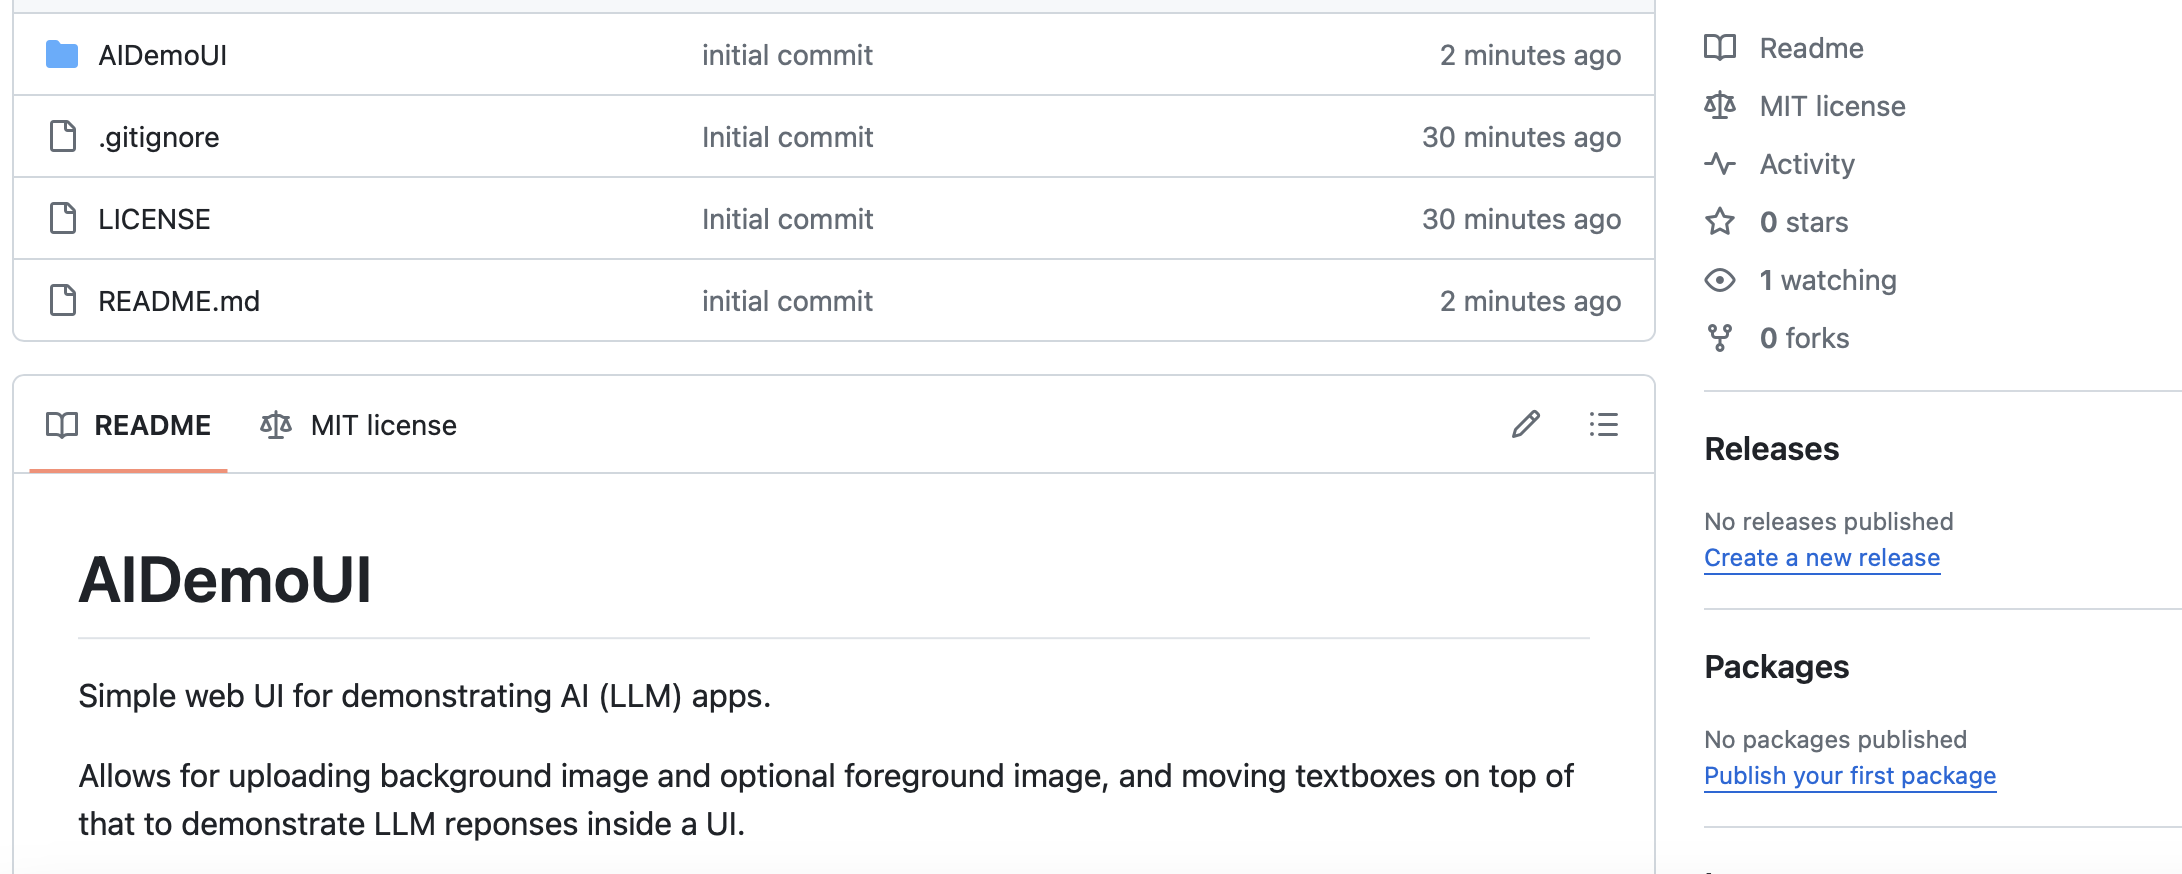 AIDemoUI initial commit 2 minutes ago
.gitignore Initial commit 30 minutes ago
LICENSE Initial commit 30 minutes ago
README.md initial commit 2 minutes ago
README MIT license
AIDemoUI
Simple web UI for demonstrating AI (LLM) apps.
Allows for uploading background image and optional foreground image, and moving textboxes on top of
that to demonstrate LLM reponses inside a UI.
Readme
MIT license
Activity
0 stars
1 watching
0 forks
Releases
No releases published
Create a new release
Packages
No packages published
Publish your first package